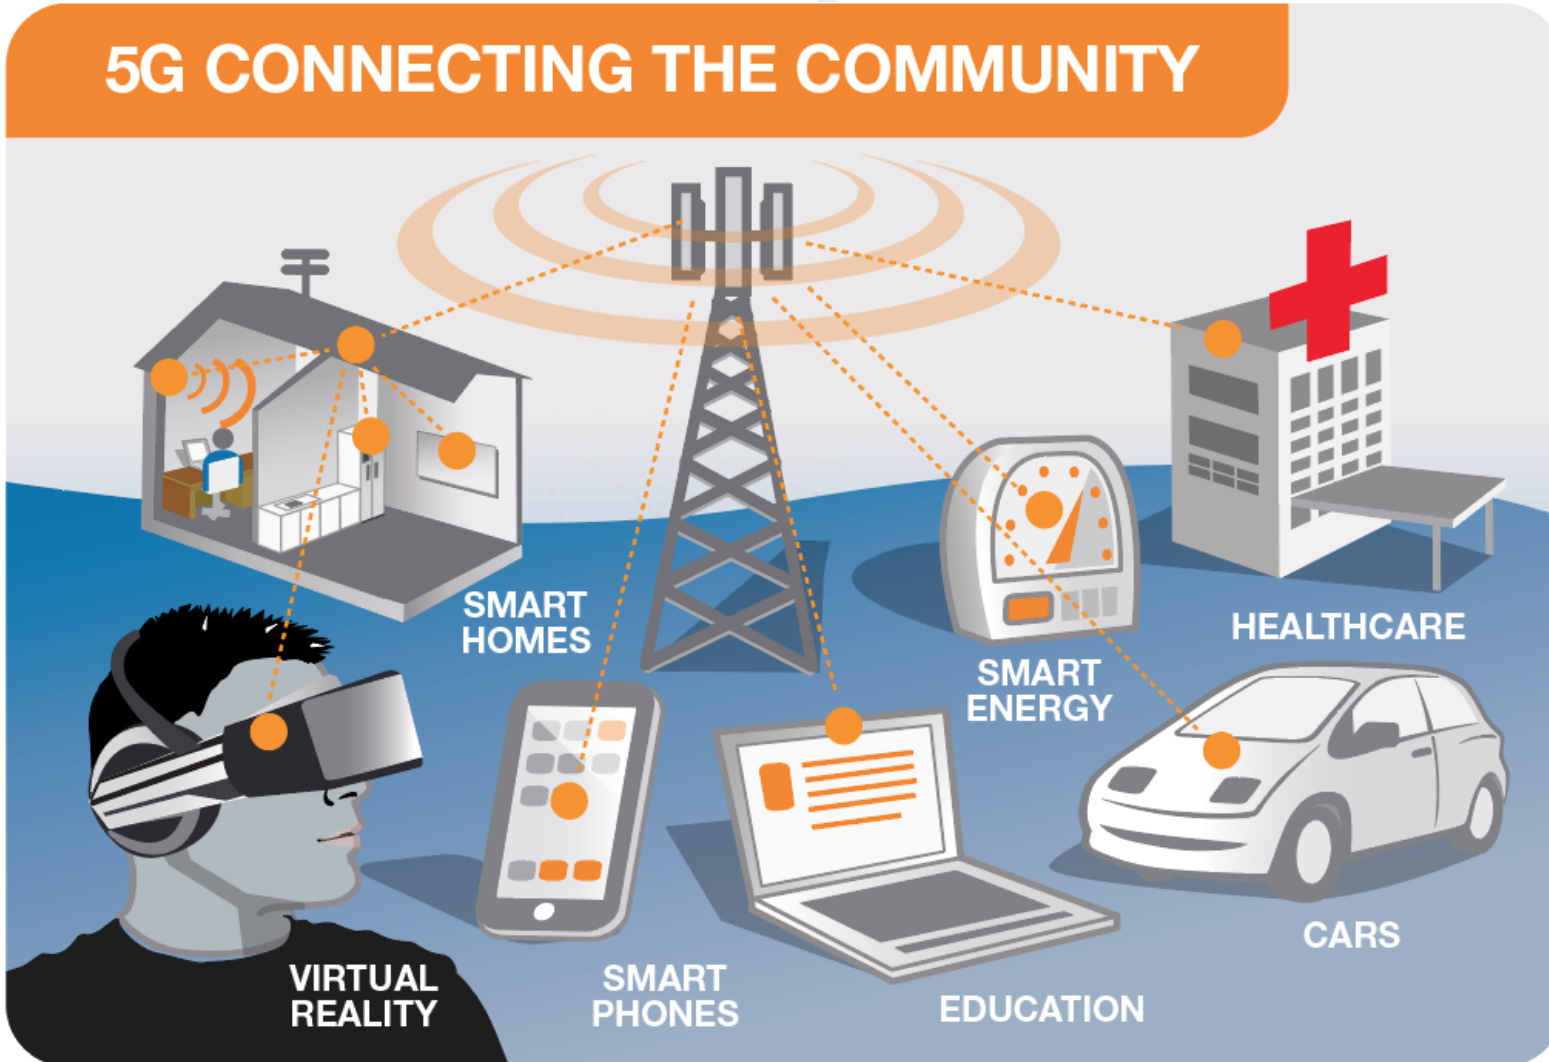 5G CONNECTING THE COMMUNITY
SMART
HOMES
HEALTHCARE
SMART
ENERGY
CARS
VIRTUAL
REALITY
SMART
PHONES
EDUCATION